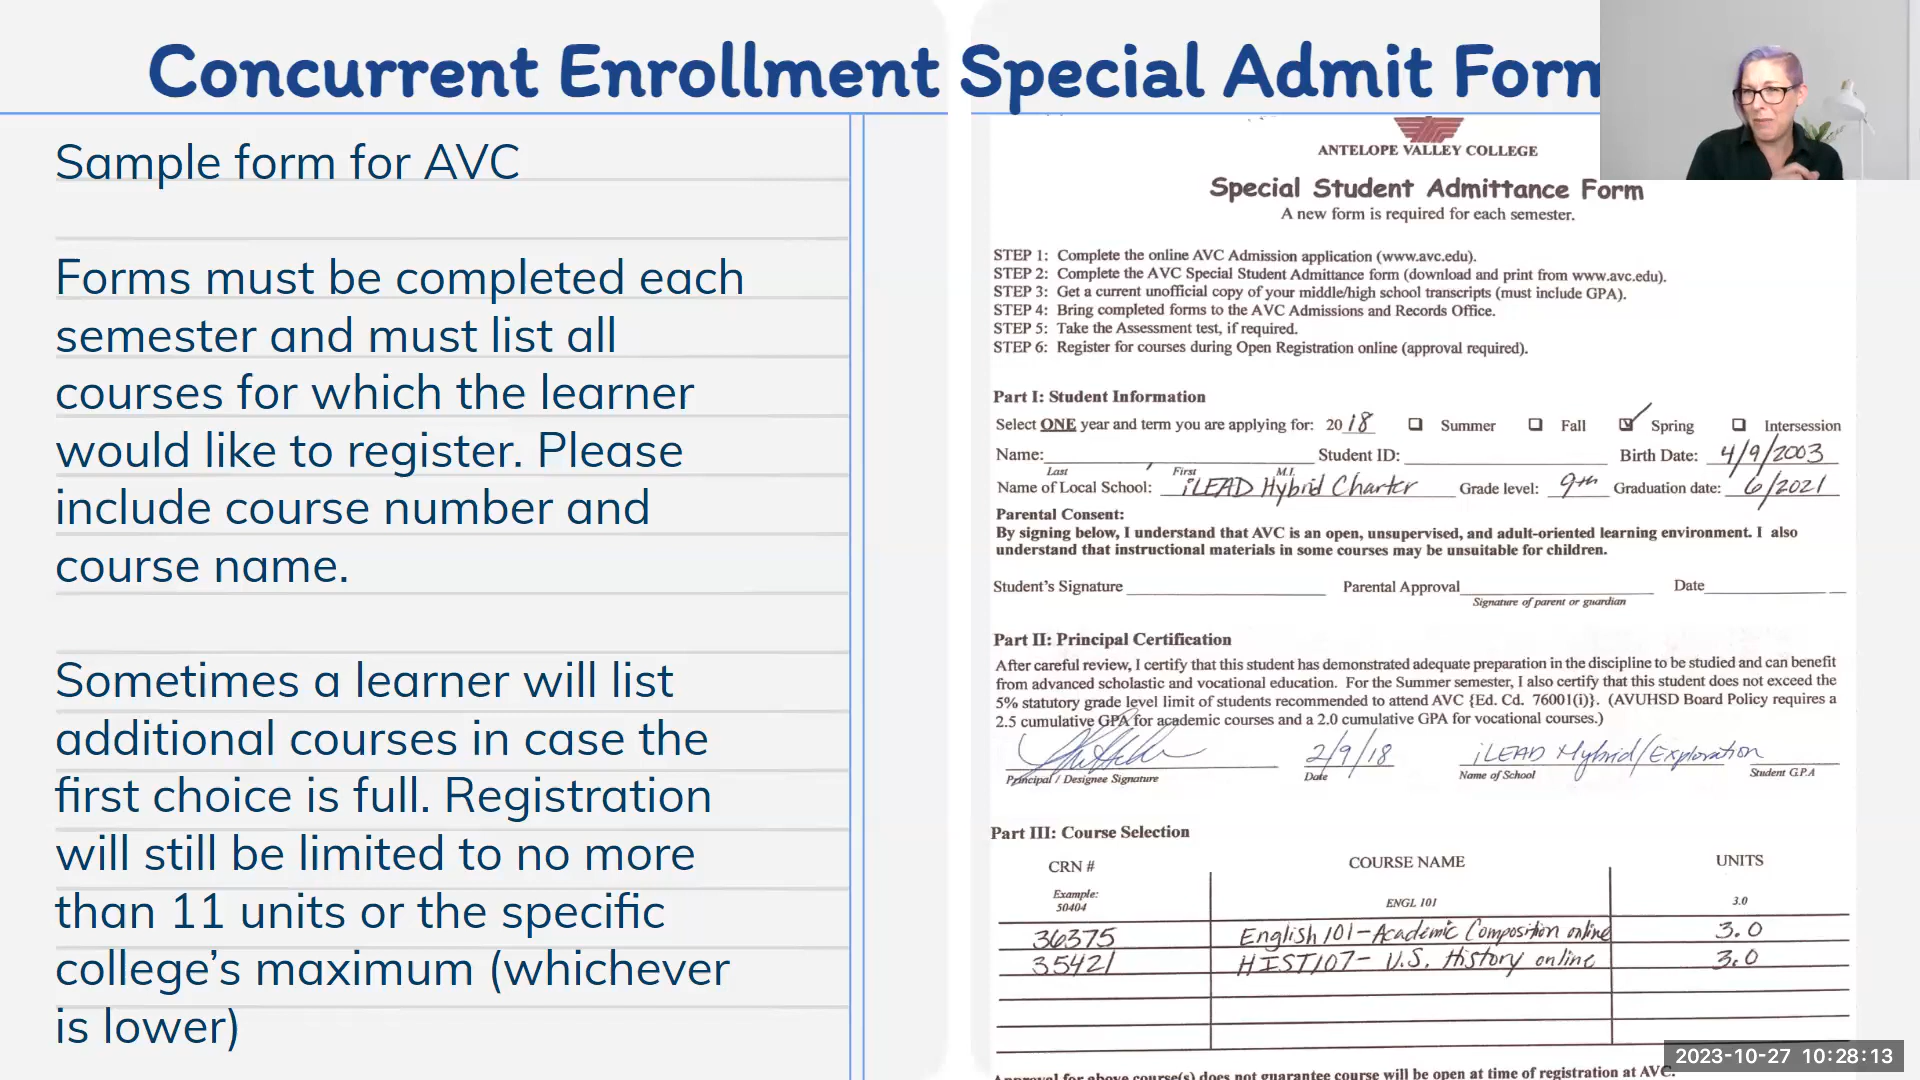 Concurrent Enrollment Special Admit Form
Sample form for AVC
Forms must be completed each
semester and must list all
courses for which the learner
would like to register. Please
include course number and
course name.
Sometimes a learner will list
additional courses in case the
first choice is full. Registration
will still be limited to no more
than 11 units or the specific
college's maximum (whichever
is lower)
ANTELOPE VALLEY COLLEGE
Special Student Admittance Form
A new form is required for each semester.
STEP 1: Complete the online AVC Admission application (www.avc.edu).
STEP 2: Complete the AVC Special Student Admittance form (download and print from www.avc.edu).
STEP 3: Get a current unofficial copy of your middle/high school transcripts (must include GPA).
STEP 4: Bring completed forms to the AVC Admissions and Records Office.
STEP 5: Take the Assessment test, if required.
STEP 6: Register for courses during Open Registration online (approval required).
Part I: Student Information
Select ONE year and term you are applying for: 2018 Summer Fall Spring Intersession
Name: Student ID: Birth Date: 4/9/2003
Last First M.I.
Name of Local School: iLEAD Hybrid Charter Grade level: 9th Graduation date: 6/2021
Parental Consent:
By signing below, I understand that AVC is an open, unsupervised, and adult-oriented learning environment. I also
understand that instructional materials in some courses may be unsuitable for children.
Student's Signature Parental Approval Date
Signature of parent or guardian
Part II: Principal Certification
After careful review, I certify that this student has demonstrated adequate preparation in the discipline to be studied and can benefit
from advanced scholastic and vocational education. For the Summer semester, I also certify that this student does not exceed the
5% statutory grade level limit of students recommended to attend AVC {Ed. Cd. 76001(i)}. (AVUHSD Board Policy requires a
2.5 cumulative GPA for academic courses and a 2.0 cumulative GPA for vocational courses.)
2/9/18 iLEAD Hybrid/Exploration
Principal / Designee Signature Date Name of School Student G.P.A
Part III: Course Selection
CRN # COURSE NAME UNITS
Example:
50404 ENGL 101 3.0
36375 English 101-Academic Composition online 3.0
35421 HIST107- U.S. History online 3.0
Approval for above course(s) does not guarantee course will be open at time of registration at AVC.
2023-10-27 10:28:13